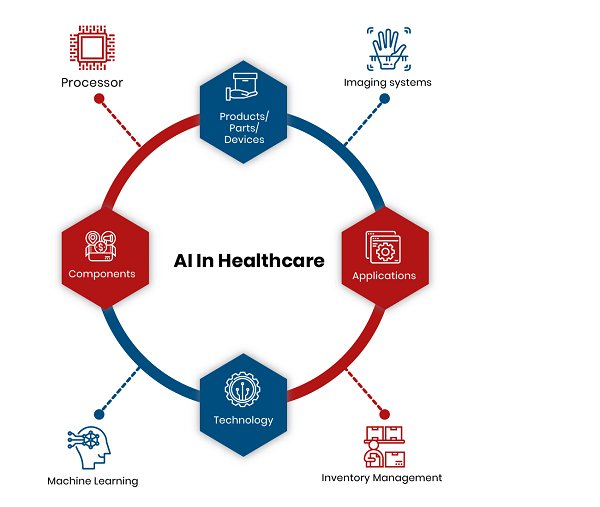 Processor
Imaging systems
Products/
Parts/
Devices
Components
AI In Healthcare
Applications
Technology
Machine Learning
Inventory Management